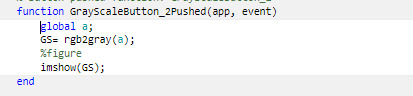 function GrayScaleButton_2Pushed(app, event)
global a;
GS= rgb2gray(a);
%figure
imshow(GS);
end